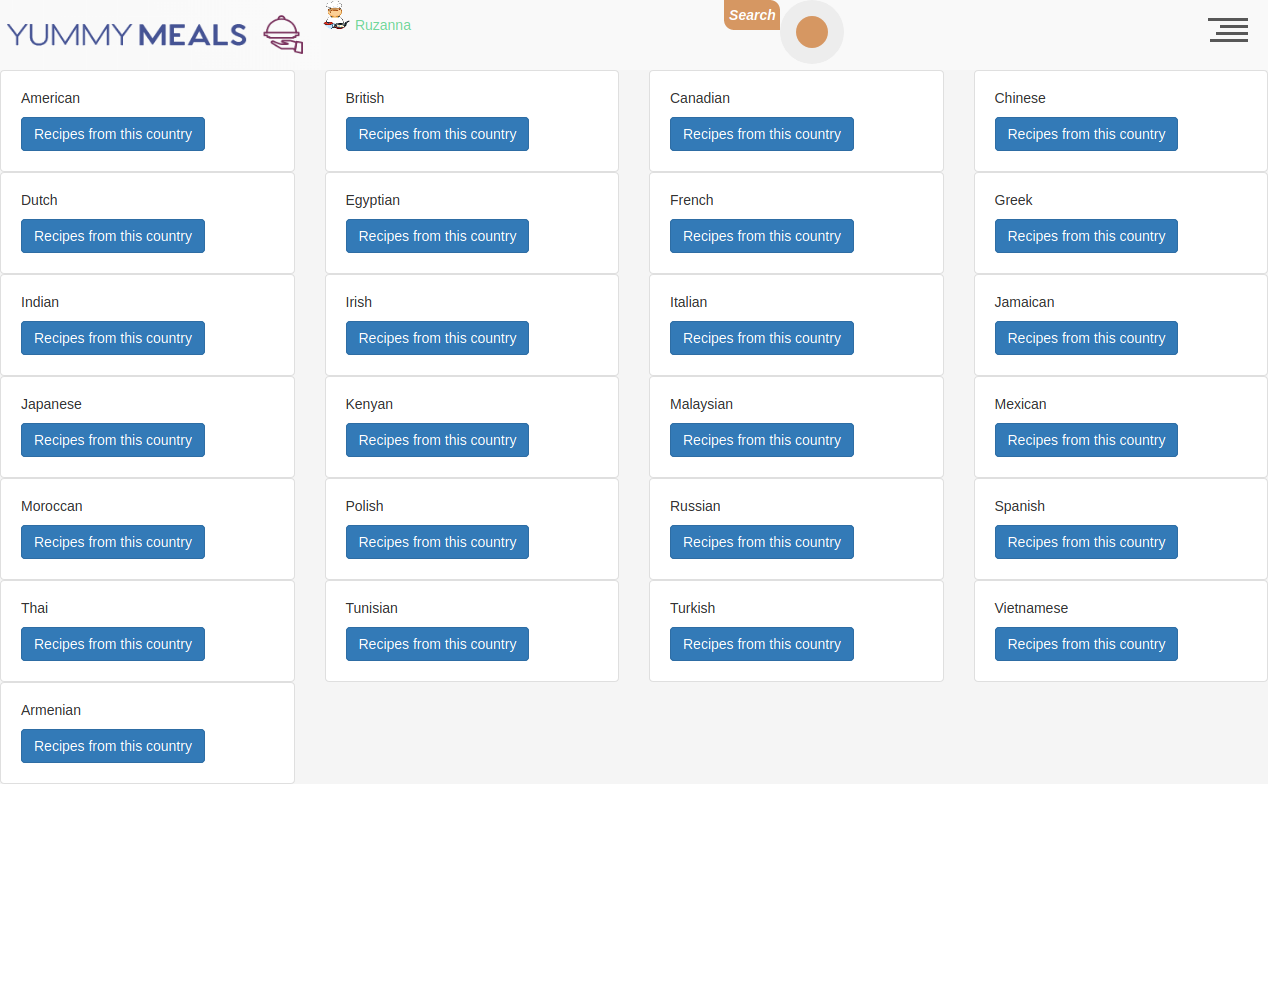 YUMMY MEALS
Ruzanna
Search
American
Recipes from this country
British
Recipes from this country
Canadian
Recipes from this country
Chinese
Recipes from this country
Dutch
Recipes from this country
Egyptian
Recipes from this country
French
Recipes from this country
Greek
Recipes from this country
Indian
Recipes from this country
Irish
Recipes from this country
Italian
Recipes from this country
Jamaican
Recipes from this country
Japanese
Recipes from this country
Kenyan
Recipes from this country
Malaysian
Recipes from this country
Mexican
Recipes from this country
Moroccan
Recipes from this country
Polish
Recipes from this country
Russian
Recipes from this country
Spanish
Recipes from this country
Thai
Recipes from this country
Tunisian
Recipes from this country
Turkish
Recipes from this country
Vietnamese
Recipes from this country
Armenian
Recipes from this country